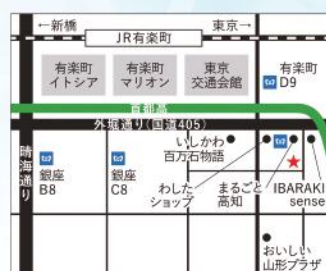 ←新橋
東京→
JR有楽町
有楽町
イトシア
有楽町
マリオン
東京
交通会館
有楽町
D9
首都高
外堀通り(国道405)
晴海通り
銀座
B8
銀座
C8
いしかわ
百万石物語
わした
ショップ
まるごと
高知
IBARAKI
sense
おいしい
山形プラザ